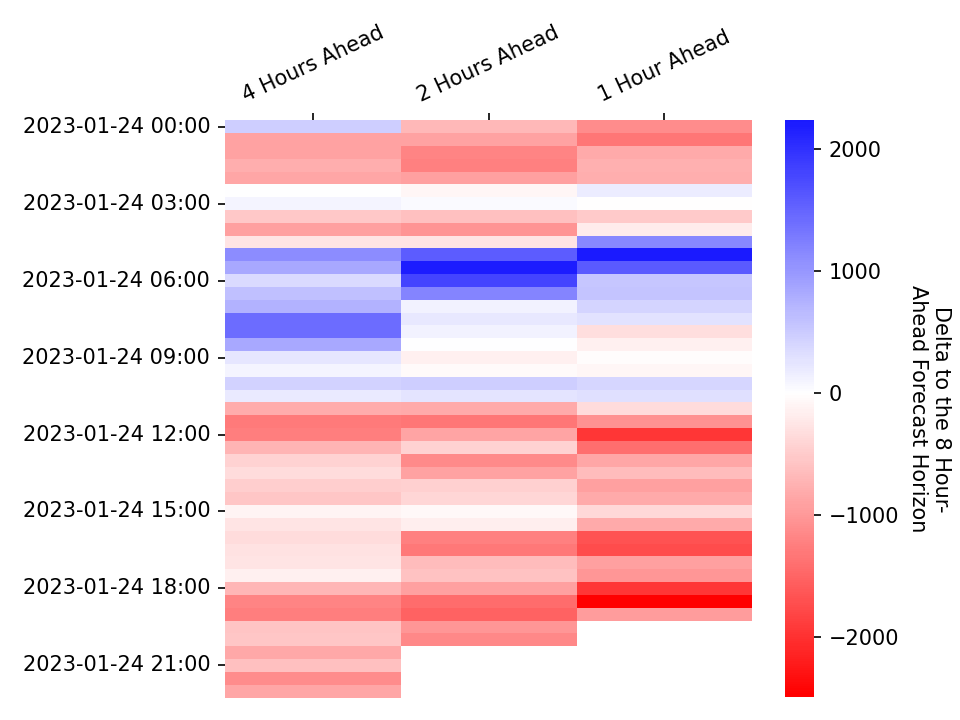 4 Hours Ahead
2 Hours Ahead
1 Hour Ahead
2023-01-24 00:00
2023-01-24 03:00
2023-01-24 06:00
2023-01-24 09:00
2023-01-24 12:00
2023-01-24 15:00
2023-01-24 18:00
2023-01-24 21:00
2000
1000
0
−1000
−2000
Delta to the 8 Hour-
Ahead Forecast Horizon